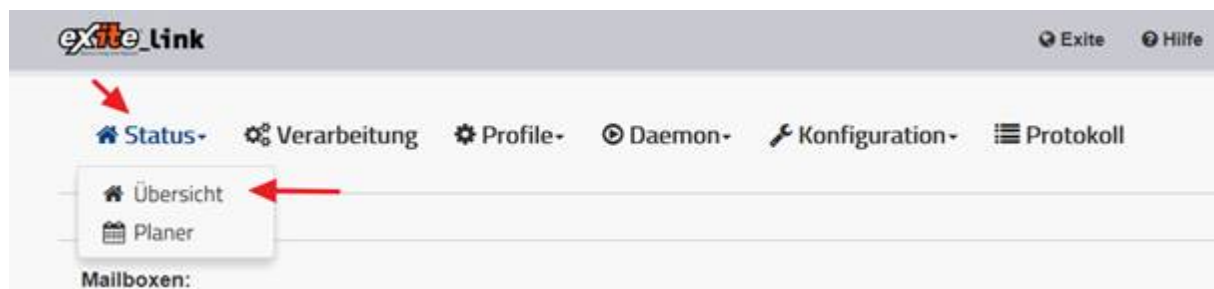 exite_link
Exite Hilfe
Status Verarbeitung Profile Daemon Konfiguration Protokoll
Übersicht
Planer
Mailboxen: